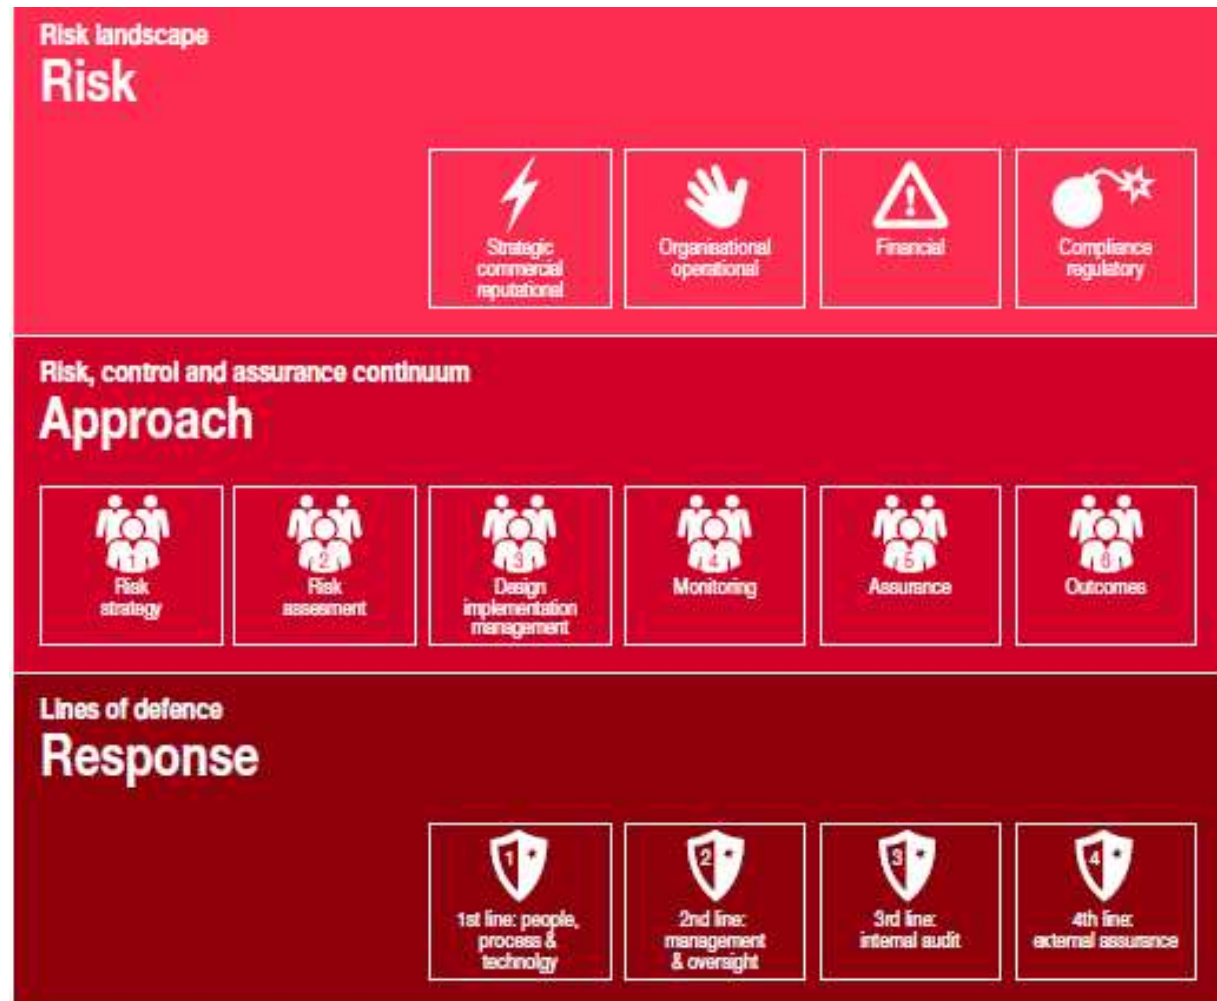 Risk landscape
Risk
Strategic
commercial
reputational
Organisational
operational
Financial
Compliance
regulatory
Risk, control and assurance continuum
Approach
1
Risk
strategy
2
Risk
assesment
3
Design
implementation
management
4
Monitoring
5
Assurance
6
Outcomes
Lines of defence
Response
1
1st line: people,
process &
technolgy
2
2nd line:
management
& oversight
3
3rd line:
internal audit
4
4th line:
external assurance